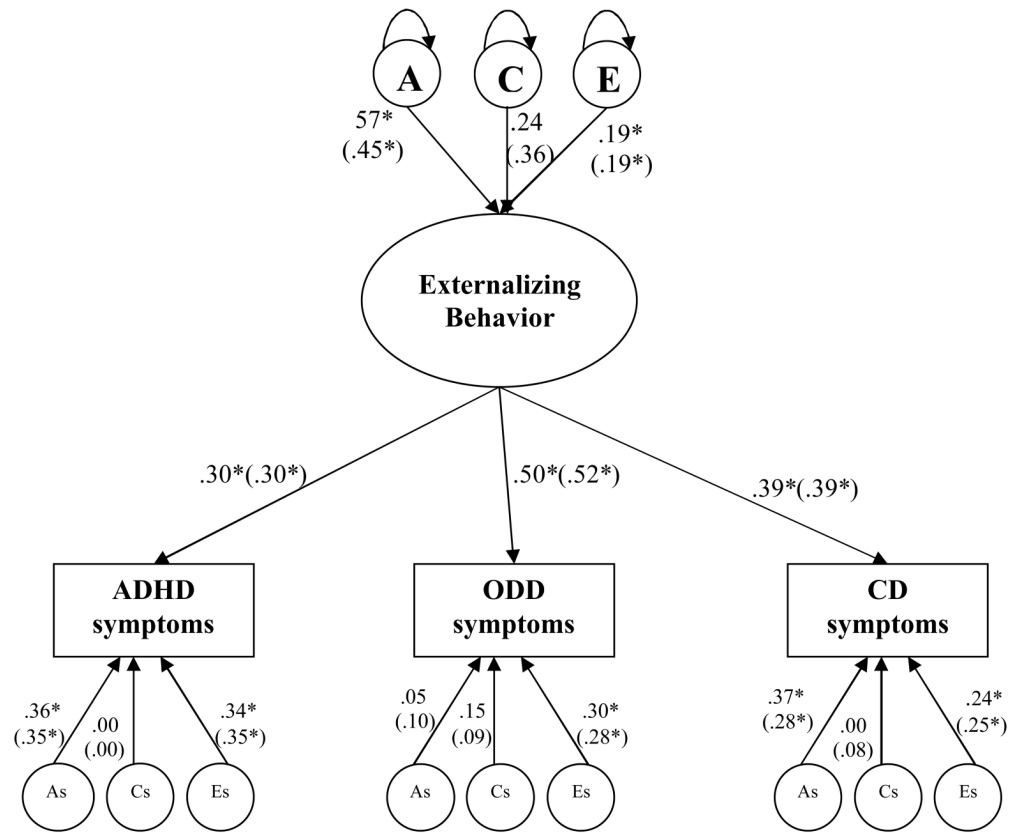 A
C
E
57*
(.45*)
.24
(.36)
.19*
(.19*)
Externalizing
Behavior
.30*(.30*)
.50*(.52*)
.39*(.39*)
ADHD
symptoms
ODD
symptoms
CD
symptoms
.36*
(.35*)
.00
(.00)
.34*
(.35*)
.05
(.10)
.15
(.09)
.30*
(.28*)
.37*
(.28*)
.00
(.08)
.24*
(.25*)
As
Cs
Es
As
Cs
Es
As
Cs
Es